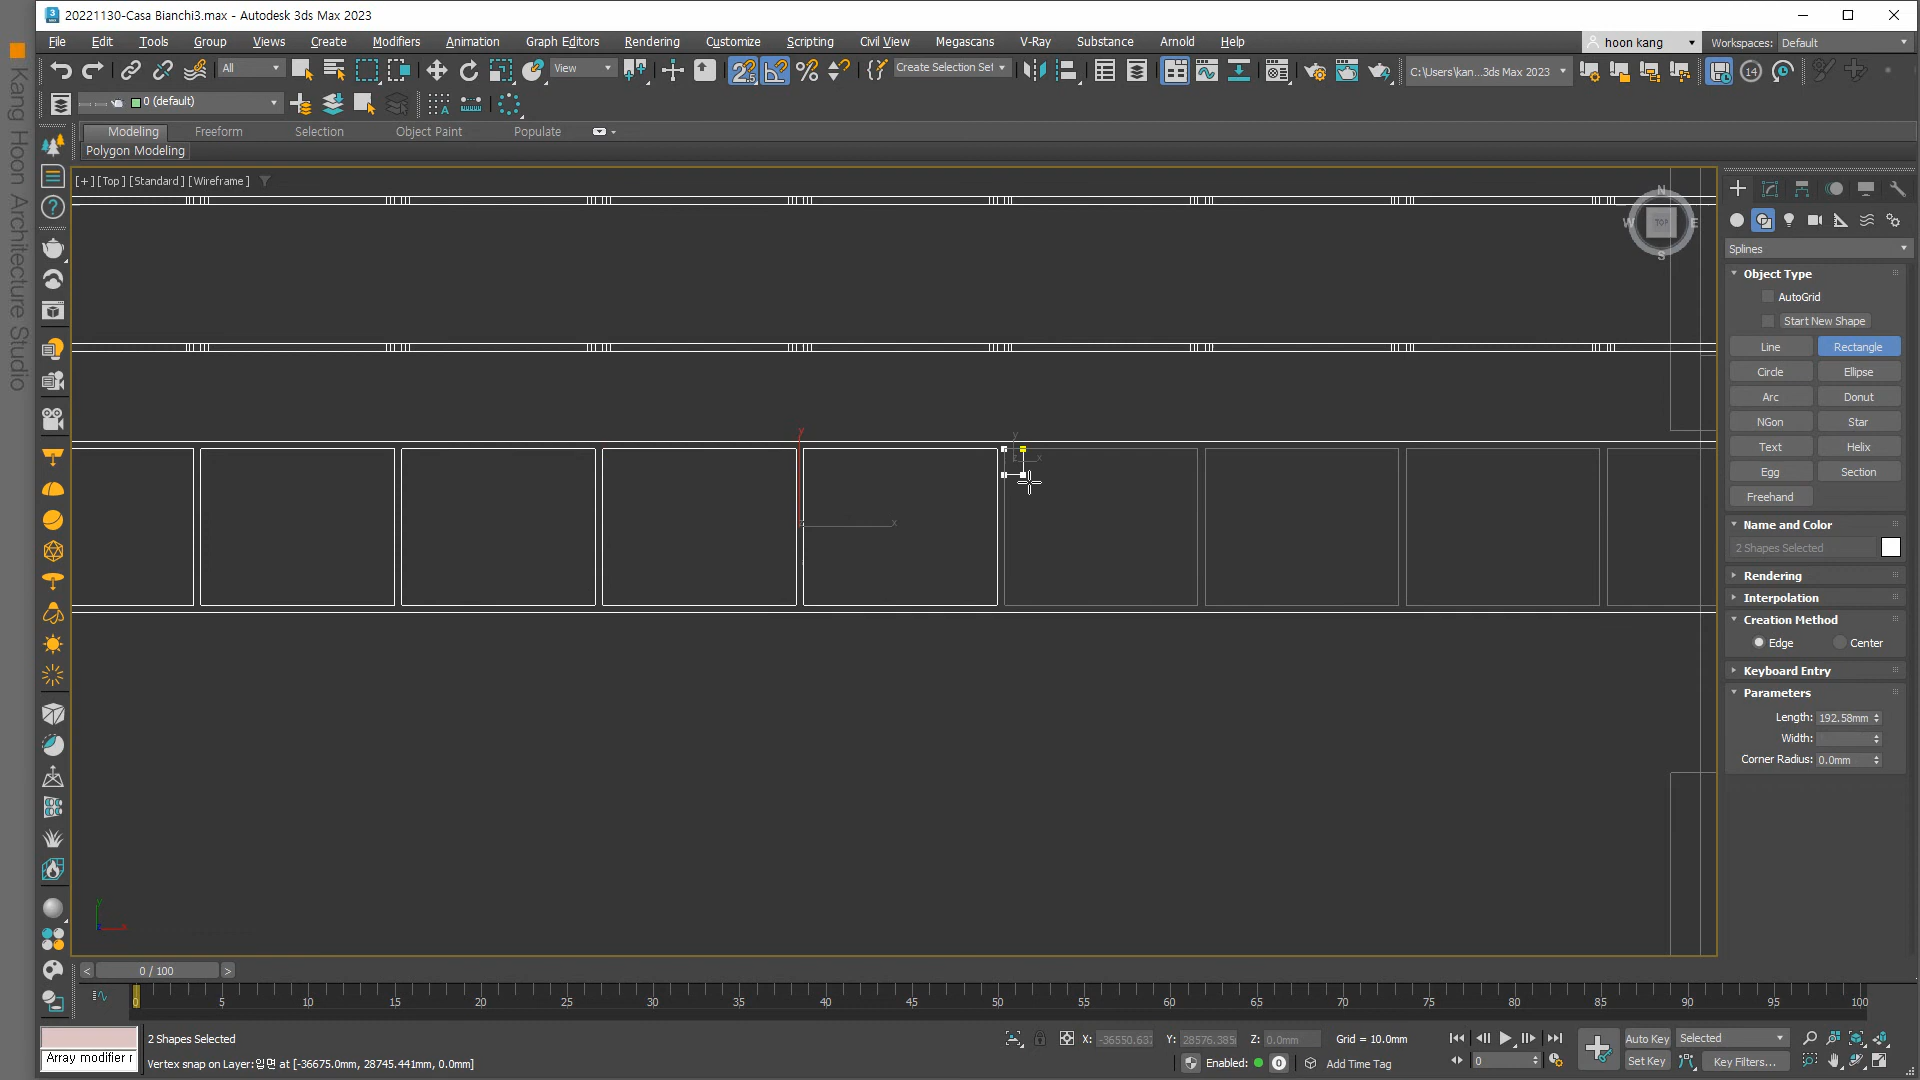 20221130-Casa Bianchi3.max - Autodesk 3ds Max 2023
File Edit Tools Group Views Create Modifiers Animation Graph Editors Rendering Customize Scripting Civil View Megascans V-Ray Substance Arnold Help
hoon kang Workspaces: Default
All View Create Selection Set C:\Users\kan...3ds Max 2023 14
0 (default)
Modeling Freeform Selection Object Paint Populate
Polygon Modeling
[+] [Top] [Standard] [Wireframe]
N
W TOP E
S
Splines
Object Type
AutoGrid
Start New Shape
Line Rectangle
Circle Ellipse
Arc Donut
NGon Star
Text Helix
Egg Section
Freehand
Name and Color
2 Shapes Selected
Rendering
Interpolation
Creation Method
Edge Center
Keyboard Entry
Parameters
Length: 192.58mm
Width:
Corner Radius: 0.0mm
y
x
y
x
y
x
Kang Hoon Architecture Studio
< 0 / 100 >
0 5 10 15 20 25 30 35 40 45 50 55 60 65 70 75 80 85 90 95 100
2 Shapes Selected
X: -36550.637 Y: 28576.385 Z: 0.0mm Grid = 10.0mm
Auto Key Selected
Array modifier r
Vertex snap on Layer:입면 at [-36675.0mm, 28745.441mm, 0.0mm]
Enabled: 0 Add Time Tag
0
Set Key Key Filters...